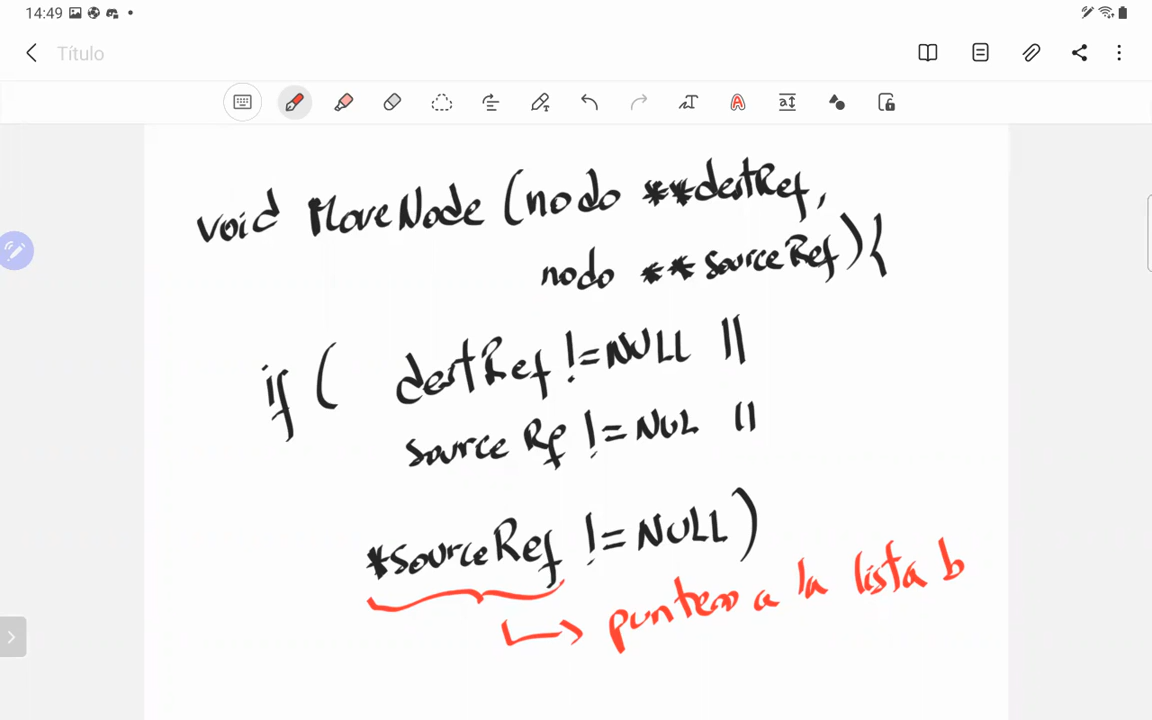 14:49
Título
void MoveNode (nodo **destRef,
nodo **sourceRef){
if ( destRef !=NULL ||
source Rf !=NUL ||
*sourceRef !=NULL)
puntero a la lista b